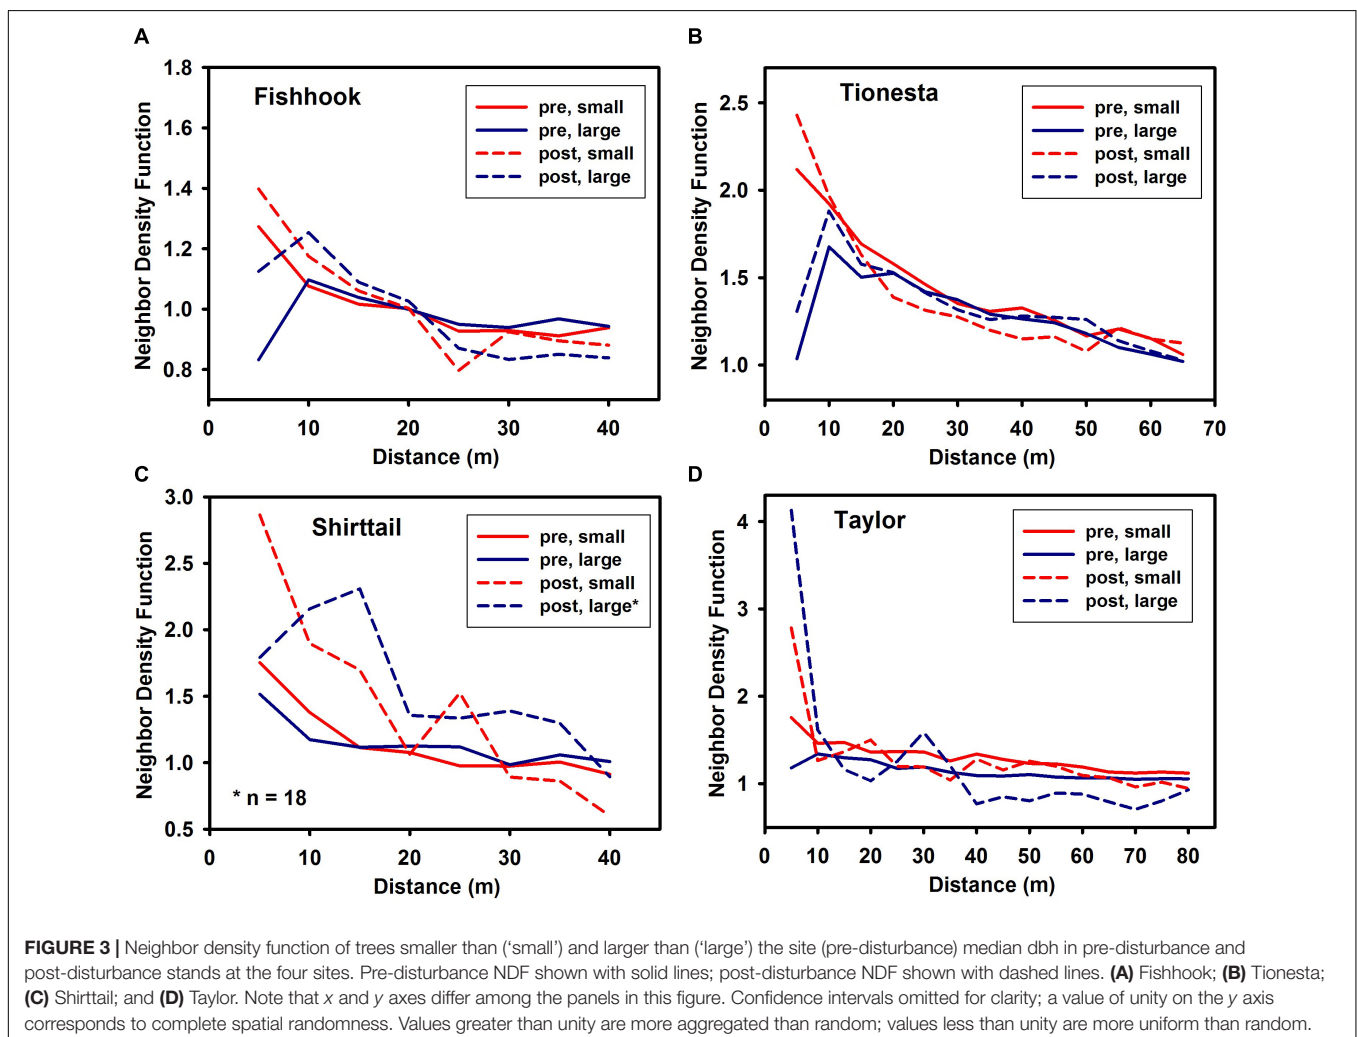 A
Fishhook
pre, small
pre, large
post, small
post, large
1.8
1.6
1.4
1.2
1.0
0.8
Neighbor Density Function
0 10 20 30 40
Distance (m)
B
Tionesta
pre, small
pre, large
post, small
post, large
2.5
2.0
1.5
1.0
Neighbor Density Function
0 10 20 30 40 50 60 70
Distance (m)
C
Shirttail
pre, small
pre, large
post, small
post, large*
3.0
2.5
2.0
1.5
1.0
0.5
Neighbor Density Function
* n = 18
0 10 20 30 40
Distance (m)
D
Taylor
pre, small
pre, large
post, small
post, large
4
3
2
1
Neighbor Density Function
0 10 20 30 40 50 60 70 80
Distance (m)
FIGURE 3 | Neighbor density function of trees smaller than (‘small’) and larger than (‘large’) the site (pre-disturbance) median dbh in pre-disturbance and
post-disturbance stands at the four sites. Pre-disturbance NDF shown with solid lines; post-disturbance NDF shown with dashed lines. (A) Fishhook; (B) Tionesta;
(C) Shirttail; and (D) Taylor. Note that x and y axes differ among the panels in this figure. Confidence intervals omitted for clarity; a value of unity on the y axis
corresponds to complete spatial randomness. Values greater than unity are more aggregated than random; values less than unity are more uniform than random.